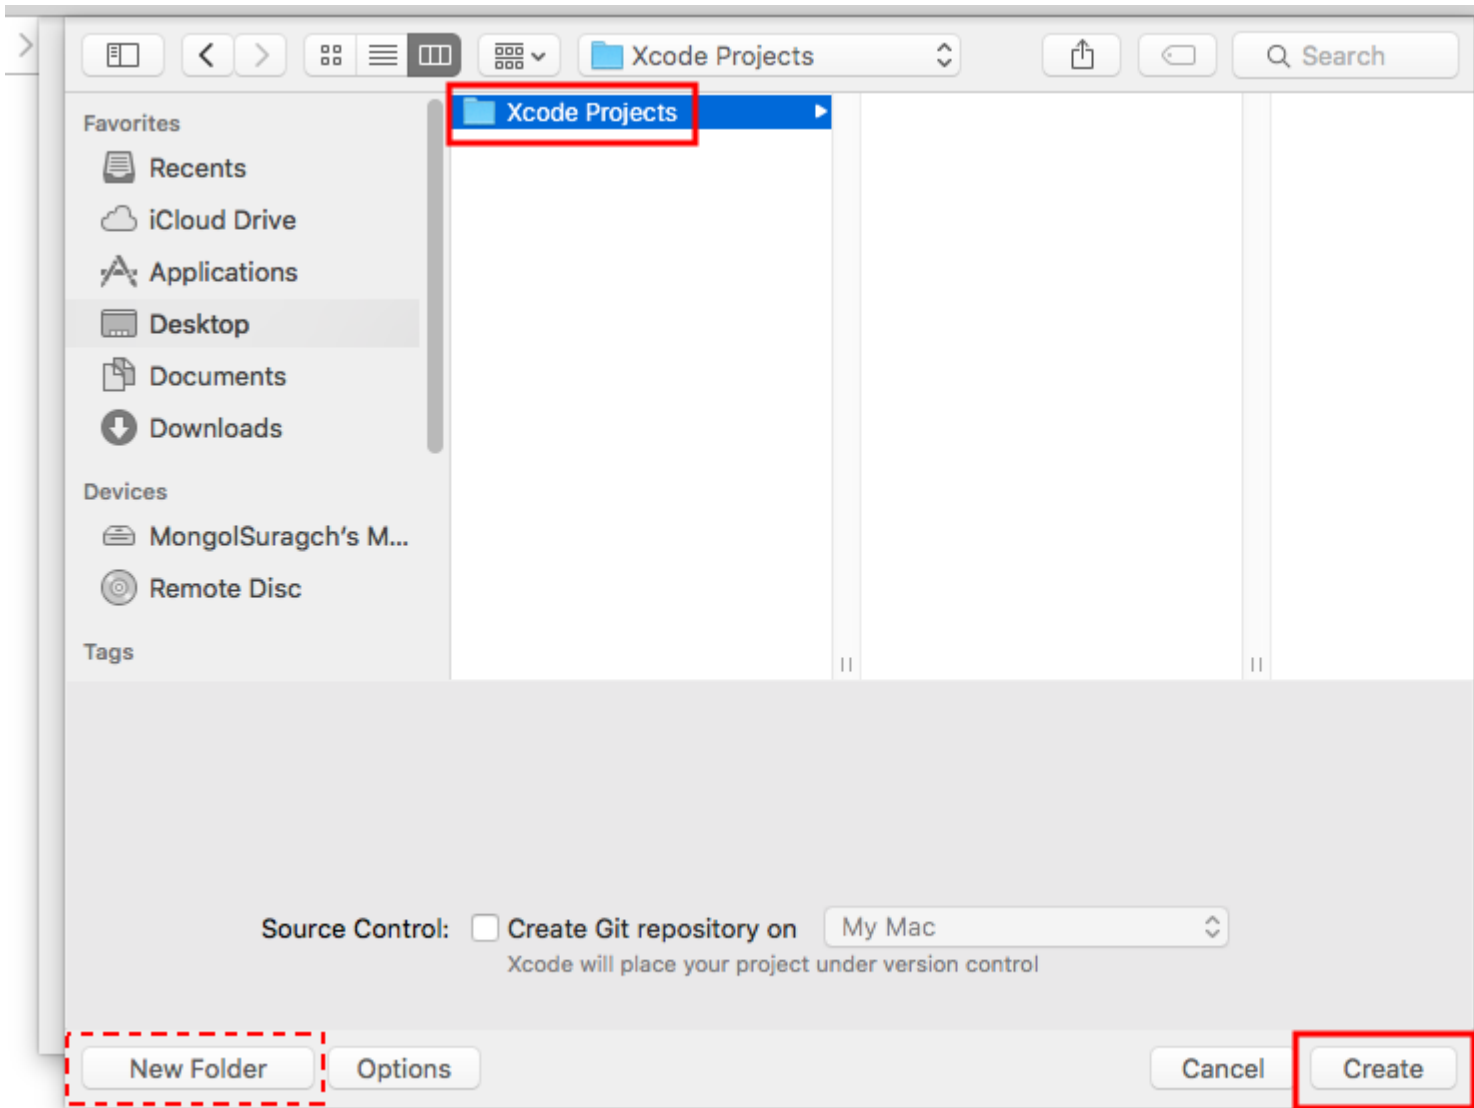 Xcode Projects
Search
Favorites
Recents
iCloud Drive
Applications
Desktop
Documents
Downloads
Devices
MongolSuragch's M...
Remote Disc
Tags
Xcode Projects
Source Control: Create Git repository on My Mac
Xcode will place your project under version control
New Folder Options Cancel Create